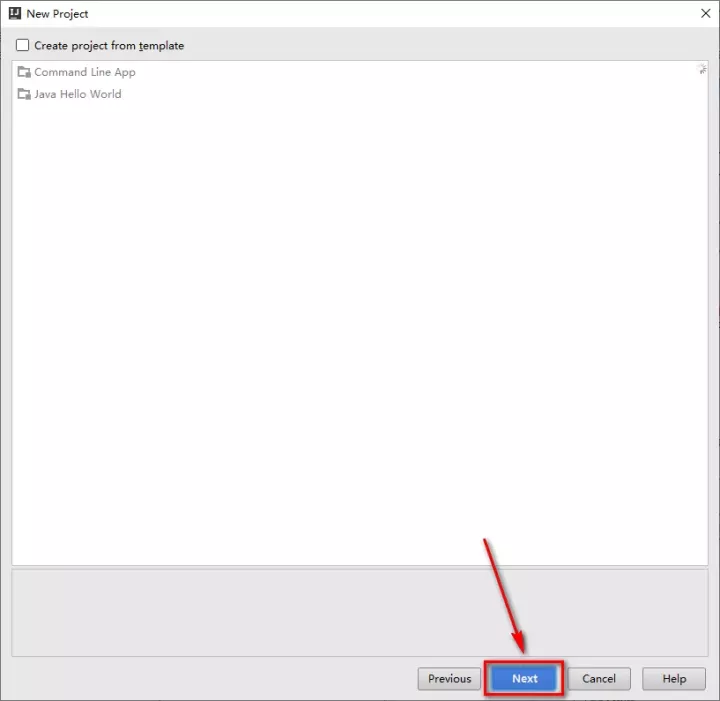 New Project
Create project from template
Command Line App
Java Hello World
Previous Next Cancel Help